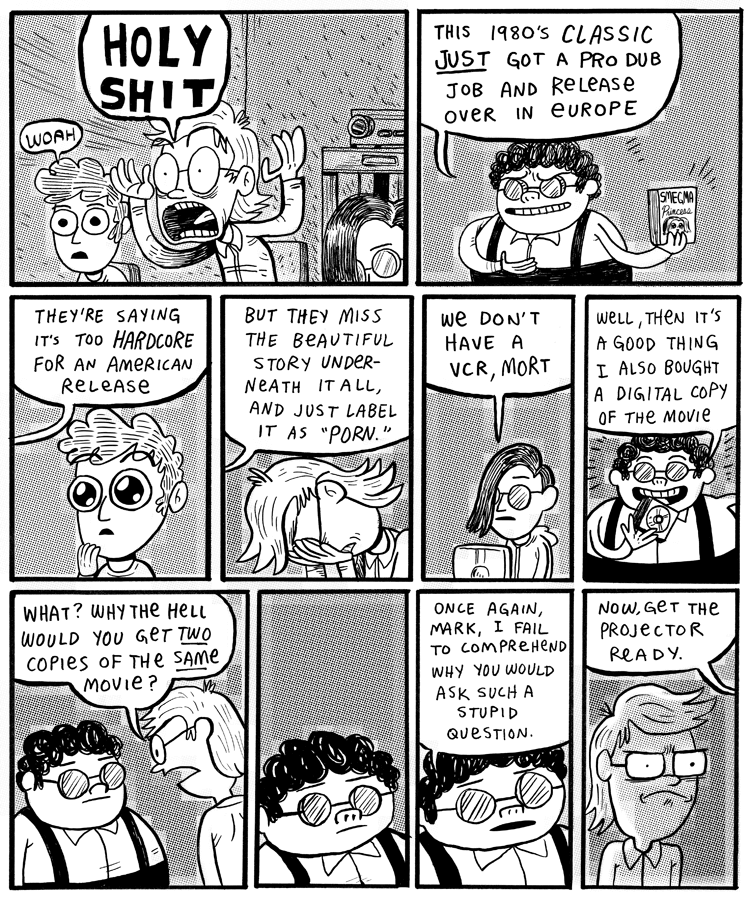 HOLY
SHIT
WOAH
THIS 1980'S CLASSIC
JUST GOT A PRO DUB
JOB AND RELEASE
OVER IN EUROPE
SMEGMA
Princess
THEY'RE SAYING
IT'S TOO HARDCORE
FOR AN AMERICAN
RELEASE
BUT THEY MISS
THE BEAUTIFUL
STORY UNDER-
NEATH IT ALL,
AND JUST LABEL
IT AS "PORN."
WE DON'T
HAVE A
VCR, MORT
WELL, THEN IT'S
A GOOD THING
I ALSO BOUGHT
A DIGITAL COPY
OF THE MOVIE
WHAT? WHY THE HELL
WOULD YOU GET TWO
COPIES OF THE SAME
MOVIE?
ONCE AGAIN,
MARK, I FAIL
TO COMPREHEND
WHY YOU WOULD
ASK SUCH A
STUPID
QUESTION.
NOW, GET THE
PROJECTOR
READY.